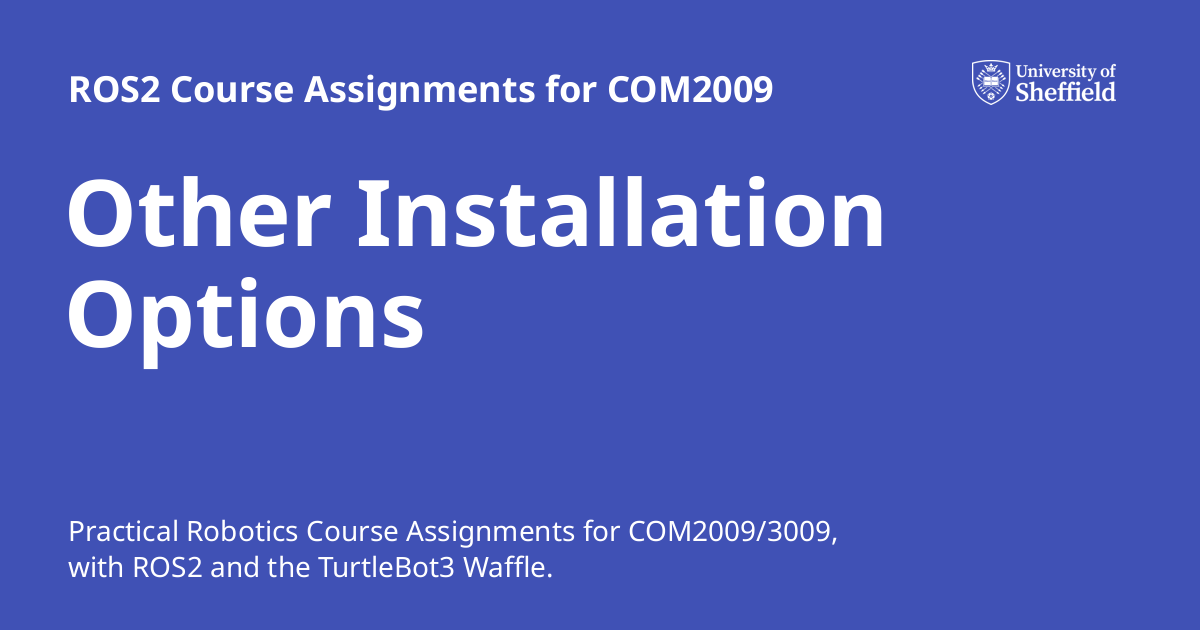 ROS2 Course Assignments for COM2009
University of
Sheffield
Other Installation
Options
Practical Robotics Course Assignments for COM2009/3009,
with ROS2 and the TurtleBot3 Waffle.